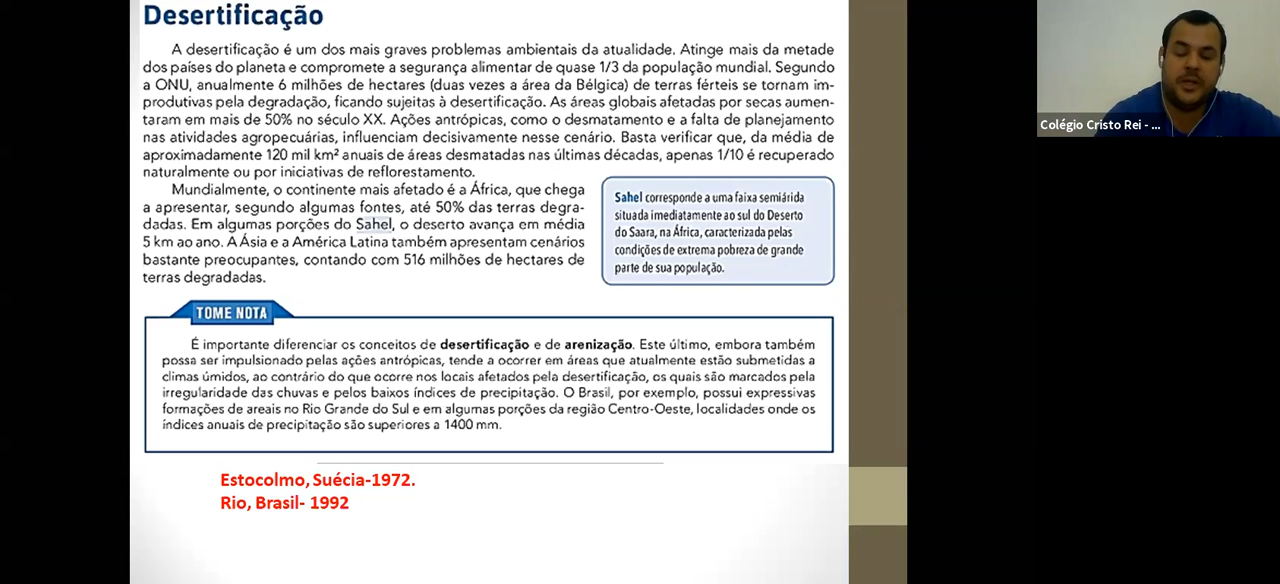 Desertificação
A desertificação é um dos mais graves problemas ambientais da atualidade. Atinge mais da metade
dos países do planeta e compromete a segurança alimentar de quase 1/3 da população mundial. Segundo
a ONU, anualmente 6 milhões de hectares (duas vezes a área da Bélgica) de terras férteis se tornam im-
produtivas pela degradação, ficando sujeitas à desertificação. As áreas globais afetadas por secas aumen-
taram em mais de 50% no século XX. Ações antrópicas, como o desmatamento e a falta de planejamento
nas atividades agropecuárias, influenciam decisivamente nesse cenário. Basta verificar que, da média de
aproximadamente 120 mil km² anuais de áreas desmatadas nas últimas décadas, apenas 1/10 é recuperado
naturalmente ou por iniciativas de reflorestamento.
Mundialmente, o continente mais afetado é a África, que chega
a apresentar, segundo algumas fontes, até 50% das terras degra-
dadas. Em algumas porções do Sahel, o deserto avança em média
5 km ao ano. A Ásia e a América Latina também apresentam cenários
bastante preocupantes, contando com 516 milhões de hectares de
terras degradadas.
Sahel corresponde a uma faixa semiárida
situada imediatamente ao sul do Deserto
do Saara, na África, caracterizada pelas
condições de extrema pobreza de grande
parte de sua população.
TOME NOTA
É importante diferenciar os conceitos de desertificação e de arenização. Este último, embora também
possa ser impulsionado pelas ações antrópicas, tende a ocorrer em áreas que atualmente estão submetidas a
climas úmidos, ao contrário do que ocorre nos locais afetados pela desertificação, os quais são marcados pela
irregularidade das chuvas e pelos baixos índices de precipitação. O Brasil, por exemplo, possui expressivas
formações de areais no Rio Grande do Sul e em algumas porções da região Centro-Oeste, localidades onde os
índices anuais de precipitação são superiores a 1400 mm.
Estocolmo, Suécia-1972.
Rio, Brasil- 1992
Colégio Cristo Rei - ...